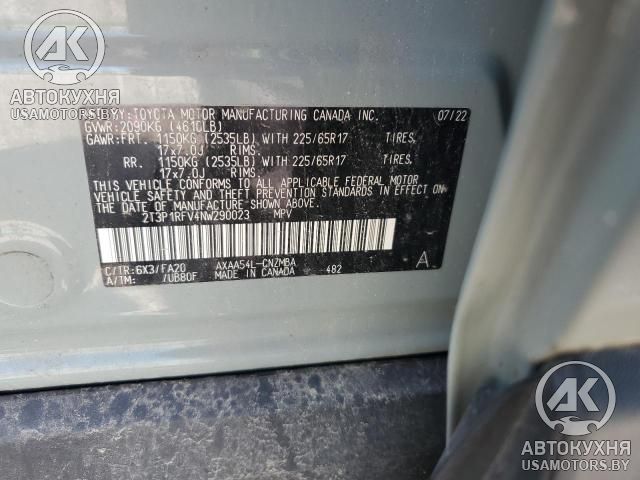 АК
АВТОКУХНЯ
USAMOTORS.BY
BY: TOYOTA MOTOR MANUFACTURING CANADA INC. 07/22
GVWR: 2090KG (4610LB)
GAWR: FRT. 1150KG (2535LB) WITH 225/65R17 TIRES,
17x7.0J RIMS,
RR. 1150KG (2535LB) WITH 225/65R17 TIRES,
17x7.0J RIMS,
THIS VEHICLE CONFORMS TO ALL APPLICABLE FEDERAL MOTOR
VEHICLE SAFETY AND THEFT PREVENTION STANDARDS IN EFFECT ON
THE DATE OF MANUFACTURE SHOWN ABOVE.
2T3P1RFV4NW290023 MPV
C/TR: 6X3/FA20 AXAA54L-CNZMBA A
A/TM: /UB80F MADE IN CANADA 482
АК
АВТОКУХНЯ
USAMOTORS.BY